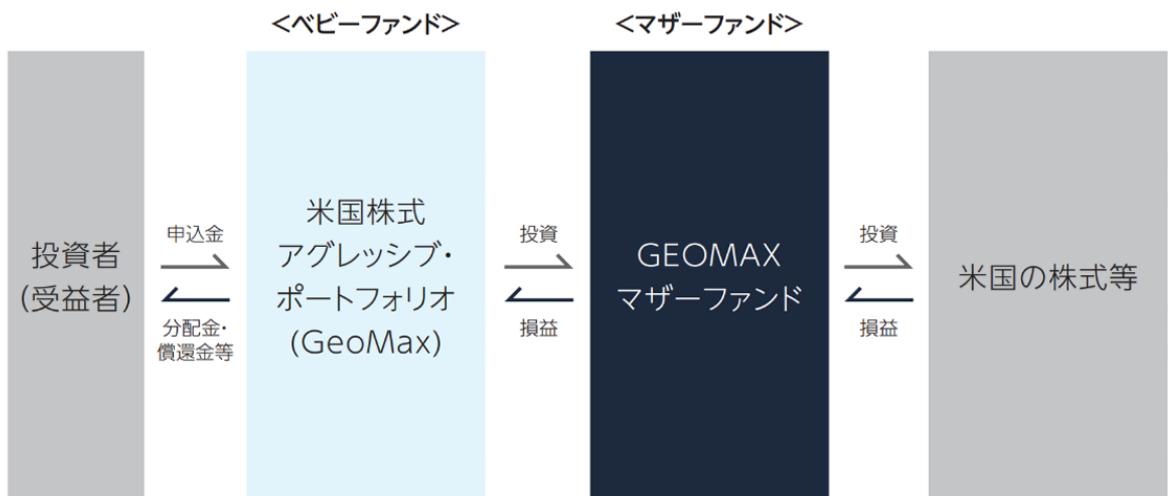 <ベビーファンド>
<マザーファンド>
投資者
(受益者)
申込金
分配金・
償還金等
米国株式
アグレッシブ・
ポートフォリオ
(GeoMax)
投資
損益
GEOMAX
マザーファンド
投資
損益
米国の株式等